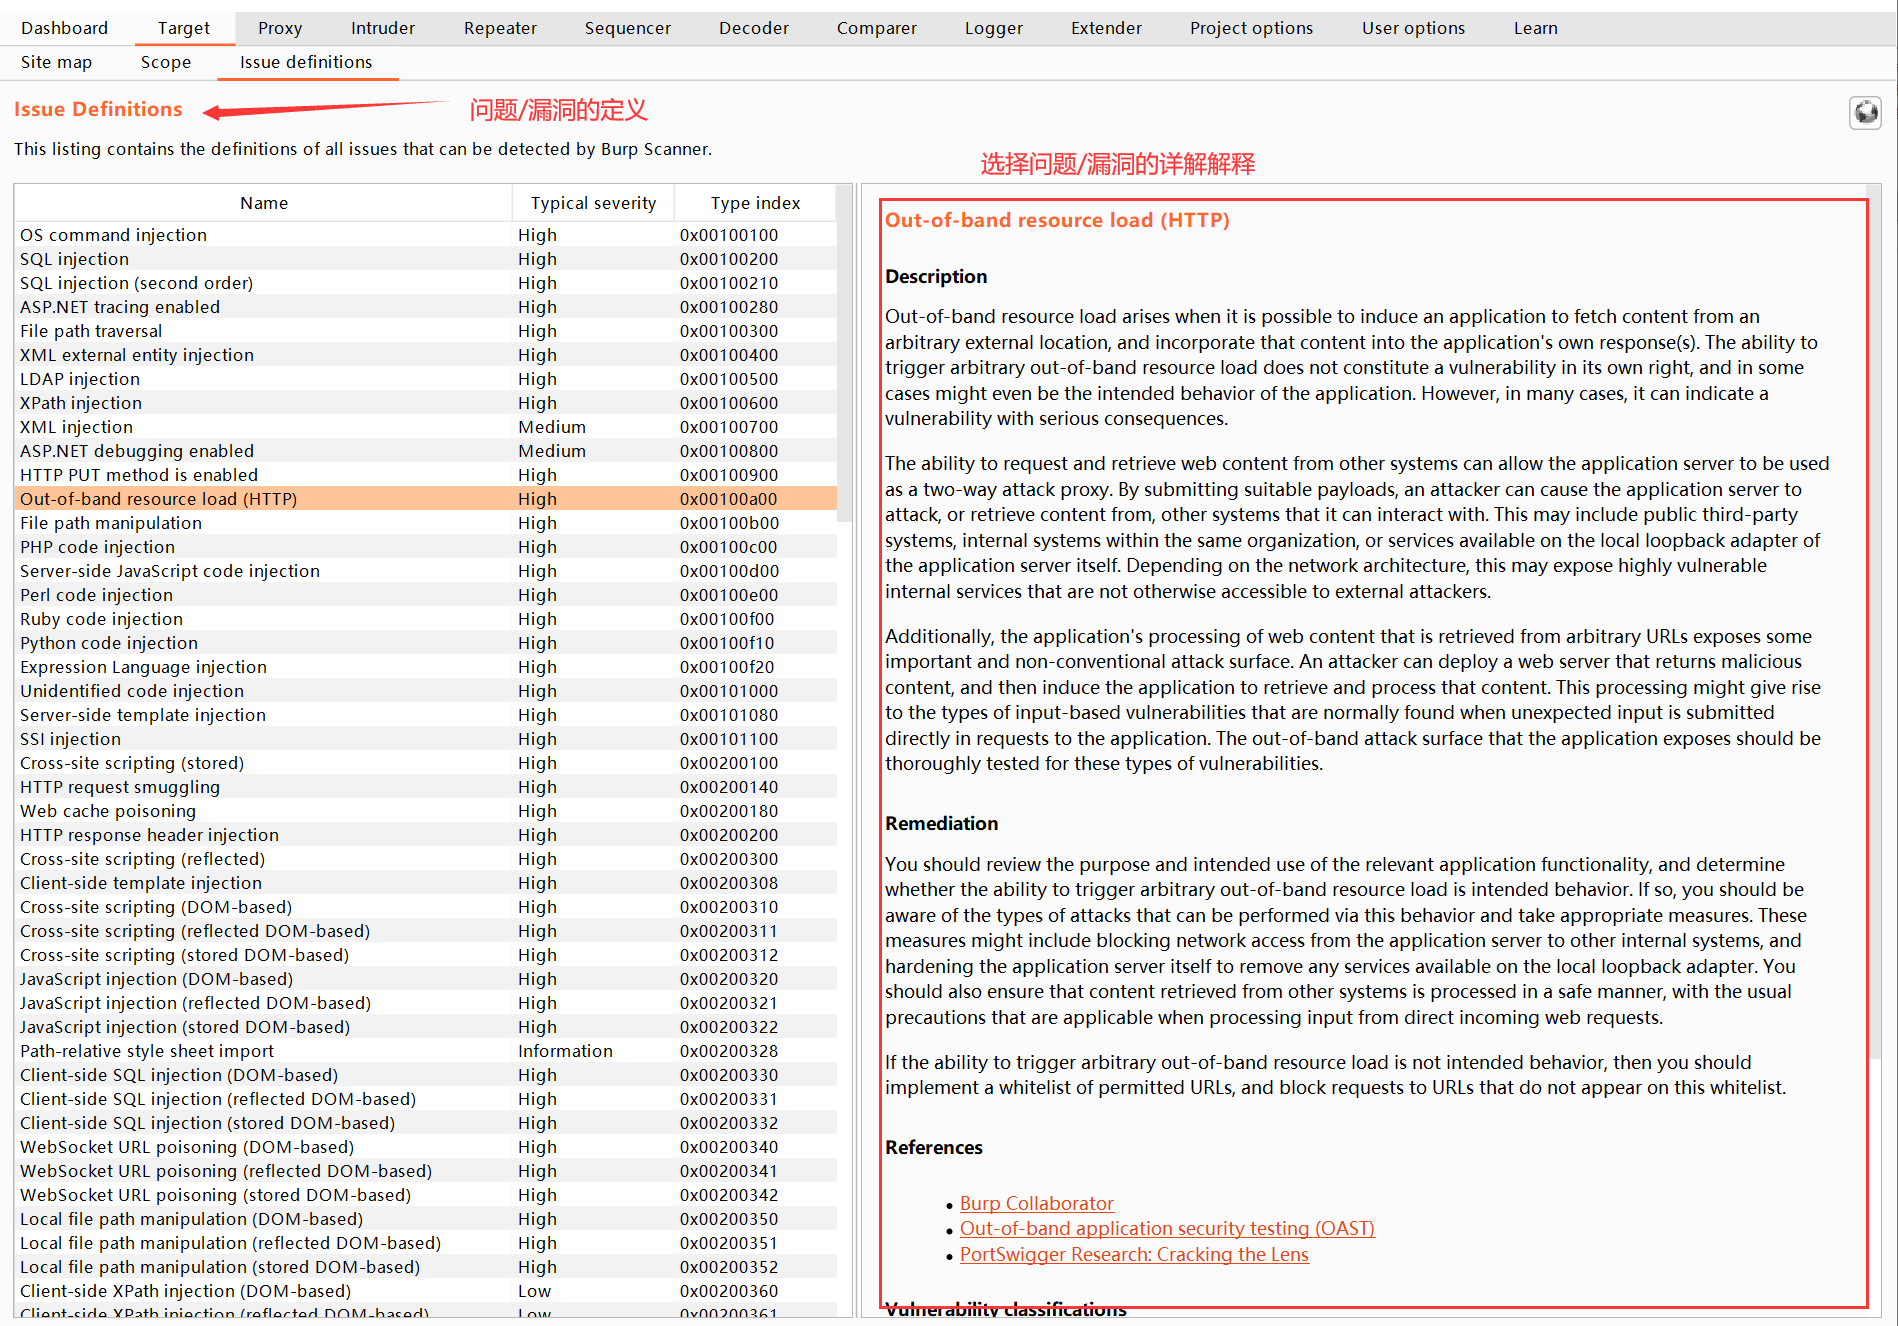 Dashboard Target Proxy Intruder Repeater Sequencer Decoder Comparer Logger Extender Project options User options Learn
Site map Scope Issue definitions
Issue Definitions 问题/漏洞的定义
This listing contains the definitions of all issues that can be detected by Burp Scanner.
Name Typical severity Type index
OS command injection High 0x00100100
SQL injection High 0x00100200
SQL injection (second order) High 0x00100210
ASP.NET tracing enabled High 0x00100280
File path traversal High 0x00100300
XML external entity injection High 0x00100400
LDAP injection High 0x00100500
XPath injection High 0x00100600
XML injection Medium 0x00100700
ASP.NET debugging enabled Medium 0x00100800
HTTP PUT method is enabled High 0x00100900
Out-of-band resource load (HTTP) High 0x00100a00
File path manipulation High 0x00100b00
PHP code injection High 0x00100c00
Server-side JavaScript code injection High 0x00100d00
Perl code injection High 0x00100e00
Ruby code injection High 0x00100f00
Python code injection High 0x00100f10
Expression Language injection High 0x00100f20
Unidentified code injection High 0x00101000
Server-side template injection High 0x00101080
SSI injection High 0x00101100
Cross-site scripting (stored) High 0x00200100
HTTP request smuggling High 0x00200140
Web cache poisoning High 0x00200180
HTTP response header injection High 0x00200200
Cross-site scripting (reflected) High 0x00200300
Client-side template injection High 0x00200308
Cross-site scripting (DOM-based) High 0x00200310
Cross-site scripting (reflected DOM-based) High 0x00200311
Cross-site scripting (stored DOM-based) High 0x00200312
JavaScript injection (DOM-based) High 0x00200320
JavaScript injection (reflected DOM-based) High 0x00200321
JavaScript injection (stored DOM-based) High 0x00200322
Path-relative style sheet import Information 0x00200328
Client-side SQL injection (DOM-based) High 0x00200330
Client-side SQL injection (reflected DOM-based) High 0x00200331
Client-side SQL injection (stored DOM-based) High 0x00200332
WebSocket URL poisoning (DOM-based) High 0x00200340
WebSocket URL poisoning (reflected DOM-based) High 0x00200341
WebSocket URL poisoning (stored DOM-based) High 0x00200342
Local file path manipulation (DOM-based) High 0x00200350
Local file path manipulation (reflected DOM-based) High 0x00200351
Local file path manipulation (stored DOM-based) High 0x00200352
Client-side XPath injection (DOM-based) Low 0x00200360
Client-side XPath injection (reflected DOM-based) Low 0x00200361
选择问题/漏洞的详解解释
Out-of-band resource load (HTTP)
Description
Out-of-band resource load arises when it is possible to induce an application to fetch content from an
arbitrary external location, and incorporate that content into the application's own response(s). The ability to
trigger arbitrary out-of-band resource load does not constitute a vulnerability in its own right, and in some
cases might even be the intended behavior of the application. However, in many cases, it can indicate a
vulnerability with serious consequences.
The ability to request and retrieve web content from other systems can allow the application server to be used
as a two-way attack proxy. By submitting suitable payloads, an attacker can cause the application server to
attack, or retrieve content from, other systems that it can interact with. This may include public third-party
systems, internal systems within the same organization, or services available on the local loopback adapter of
the application server itself. Depending on the network architecture, this may expose highly vulnerable
internal services that are not otherwise accessible to external attackers.
Additionally, the application's processing of web content that is retrieved from arbitrary URLs exposes some
important and non-conventional attack surface. An attacker can deploy a web server that returns malicious
content, and then induce the application to retrieve and process that content. This processing might give rise
to the types of input-based vulnerabilities that are normally found when unexpected input is submitted
directly in requests to the application. The out-of-band attack surface that the application exposes should be
thoroughly tested for these types of vulnerabilities.
Remediation
You should review the purpose and intended use of the relevant application functionality, and determine
whether the ability to trigger arbitrary out-of-band resource load is intended behavior. If so, you should be
aware of the types of attacks that can be performed via this behavior and take appropriate measures. These
measures might include blocking network access from the application server to other internal systems, and
hardening the application server itself to remove any services available on the local loopback adapter. You
should also ensure that content retrieved from other systems is processed in a safe manner, with the usual
precautions that are applicable when processing input from direct incoming web requests.
If the ability to trigger arbitrary out-of-band resource load is not intended behavior, then you should
implement a whitelist of permitted URLs, and block requests to URLs that do not appear on this whitelist.
References
• Burp Collaborator
• Out-of-band application security testing (OAST)
• PortSwigger Research: Cracking the Lens
Vulnerability classifications